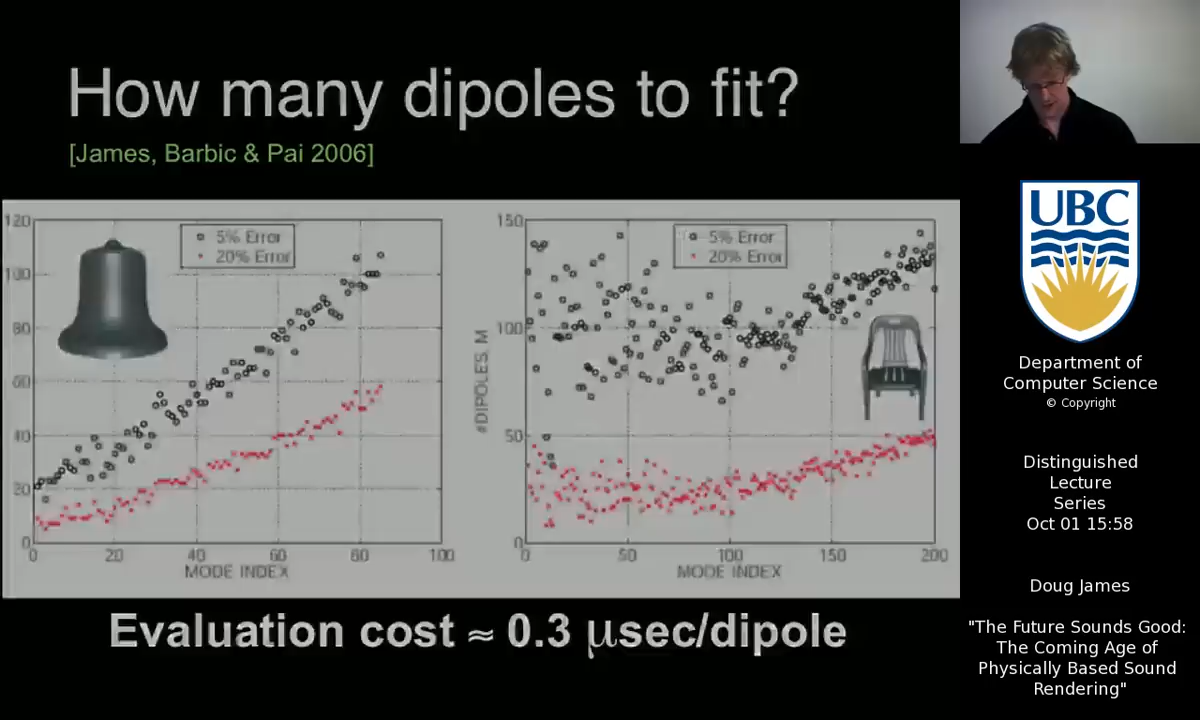 How many dipoles to fit?
[James, Barbic & Pai 2006]
120
100
80
60
40
20
0
0 20 40 60 80 100
MODE INDEX
5% Error
20% Error
150
100
50
0
#DIPOLES, M
0 50 100 150 200
MODE INDEX
5% Error
20% Error
Evaluation cost ≈ 0.3 μsec/dipole
UBC
Department of
Computer Science
© Copyright
Distinguished
Lecture
Series
Oct 01 15:58
Doug James
"The Future Sounds Good:
The Coming Age of
Physically Based Sound
Rendering"